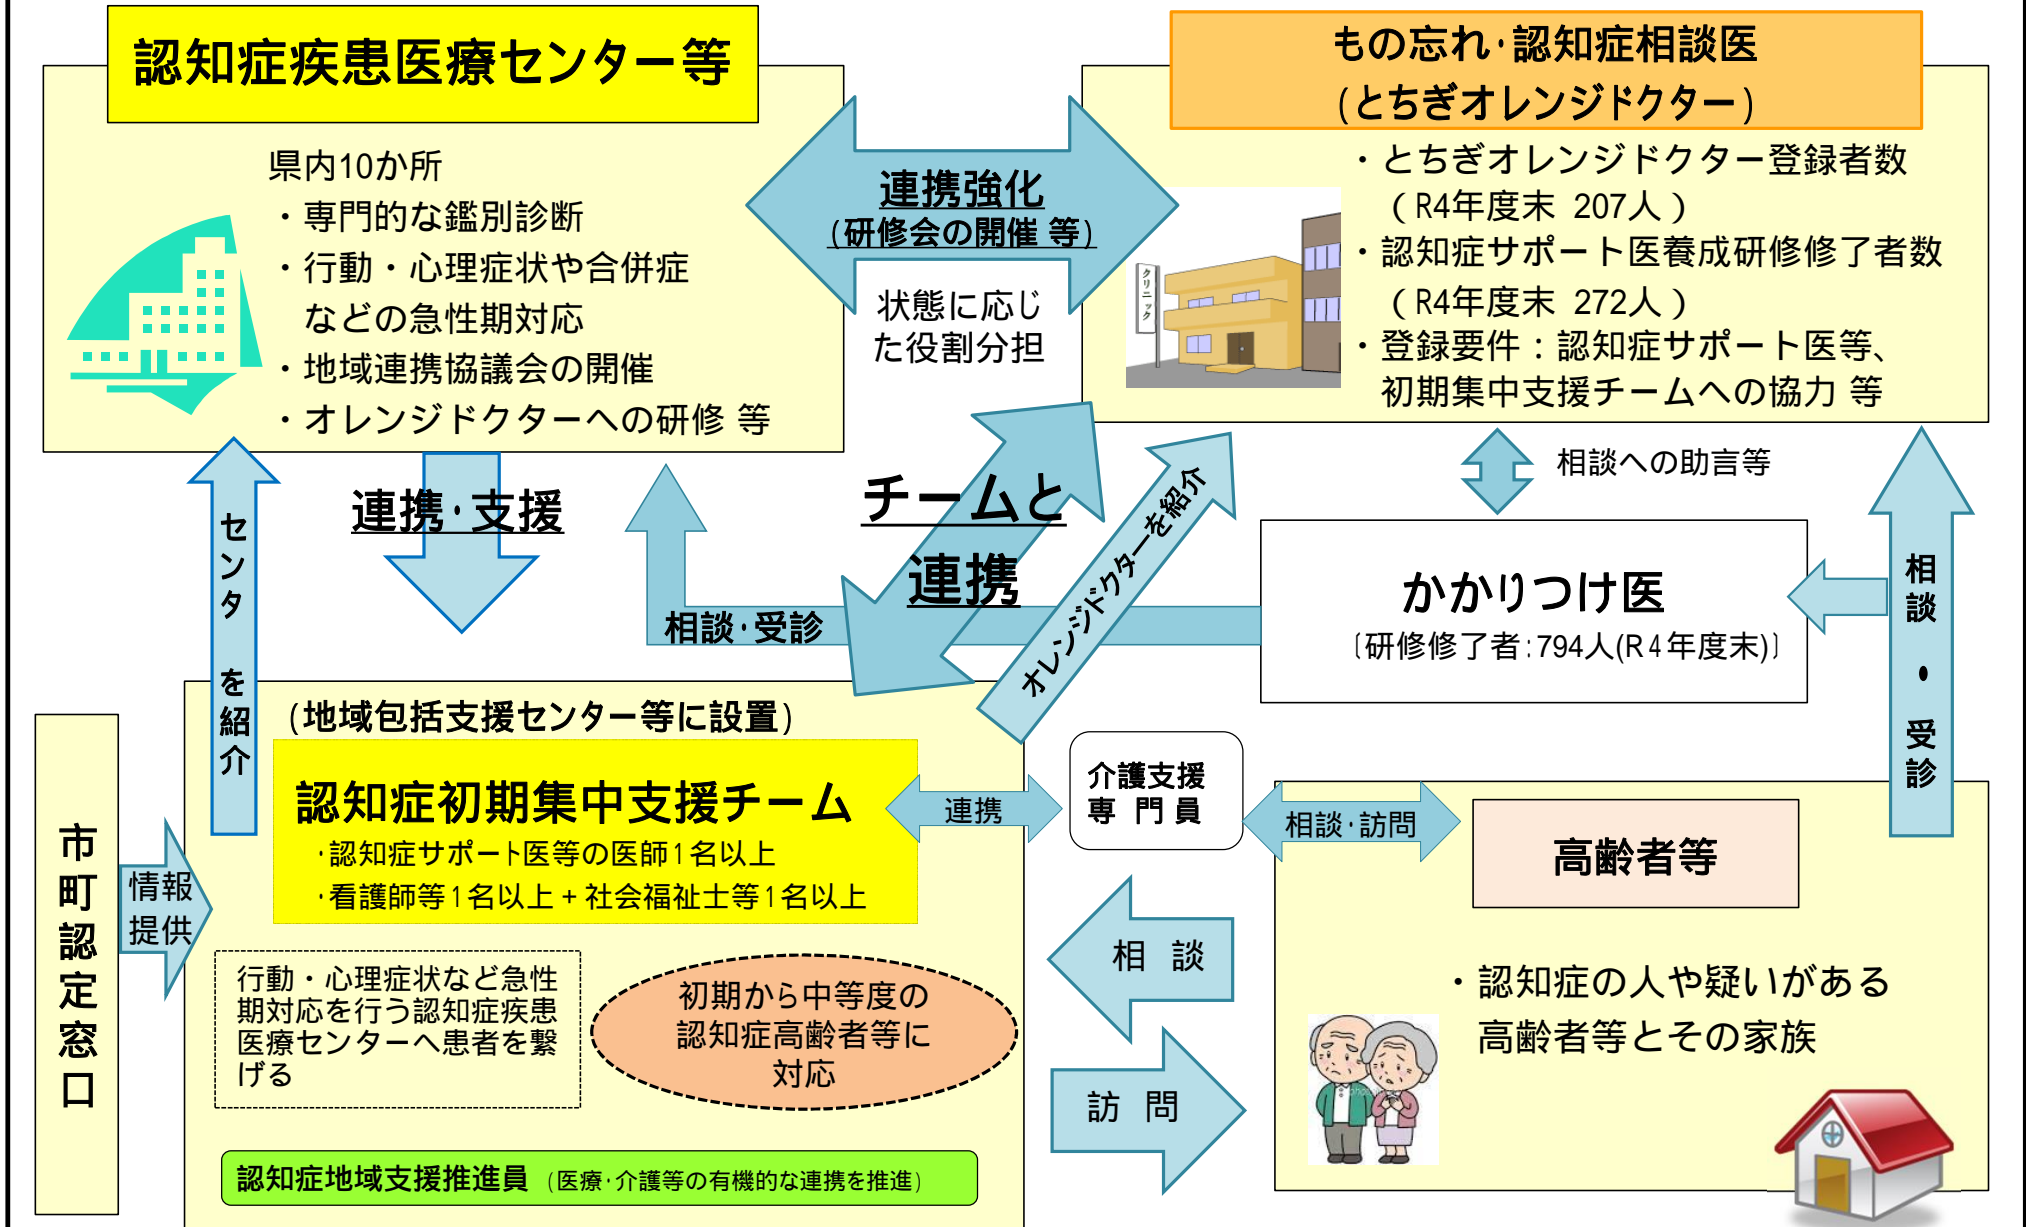 認知症疾患医療センター等
県内10か所
・専門的な鑑別診断
・行動・心理症状や合併症
などの急性期対応
・地域連携協議会の開催
・オレンジドクターへの研修 等
連携強化
(研修会の開催 等)
状態に応じ
た役割分担
もの忘れ・認知症相談医
(とちぎオレンジドクター)
・とちぎオレンジドクター登録者数
（R4年度末 207人）
・認知症サポート医養成研修修了者数
（R4年度末 272人）
・登録要件：認知症サポート医等、
初期集中支援チームへの協力 等
クリニック
センタ を紹介
連携・支援
チームと
連携
オレンジドクターを紹介
相談への助言等
相談・受診
かかりつけ医
〔研修修了者:794人(R4年度末)〕
相談・受診
(地域包括支援センター等に設置)
認知症初期集中支援チーム
・認知症サポート医等の医師1名以上
・看護師等1名以上+社会福祉士等1名以上
連携
介護支援
専門員
相談・訪問
高齢者等
市町認定窓口
情報
提供
行動・心理症状など急性
期対応を行う認知症疾患
医療センターへ患者を繋
げる
初期から中等度の
認知症高齢者等に
対応
相 談
訪 問
・認知症の人や疑いがある
高齢者等とその家族
認知症地域支援推進員 (医療・介護等の有機的な連携を推進)